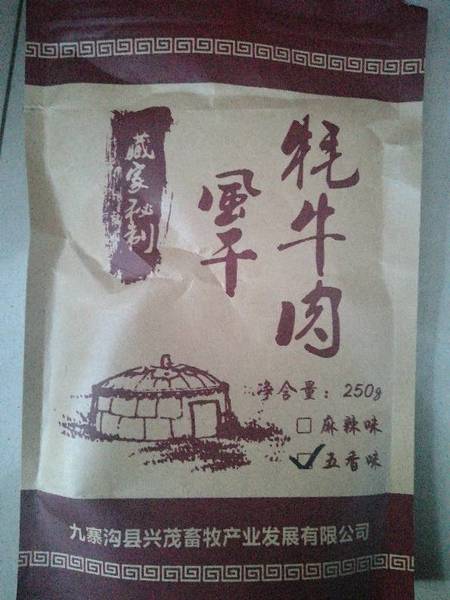 牦牛肉
風干
藏家秘制
净含量：250g
麻辣味
五香味
九寨沟县兴茂畜牧产业发展有限公司